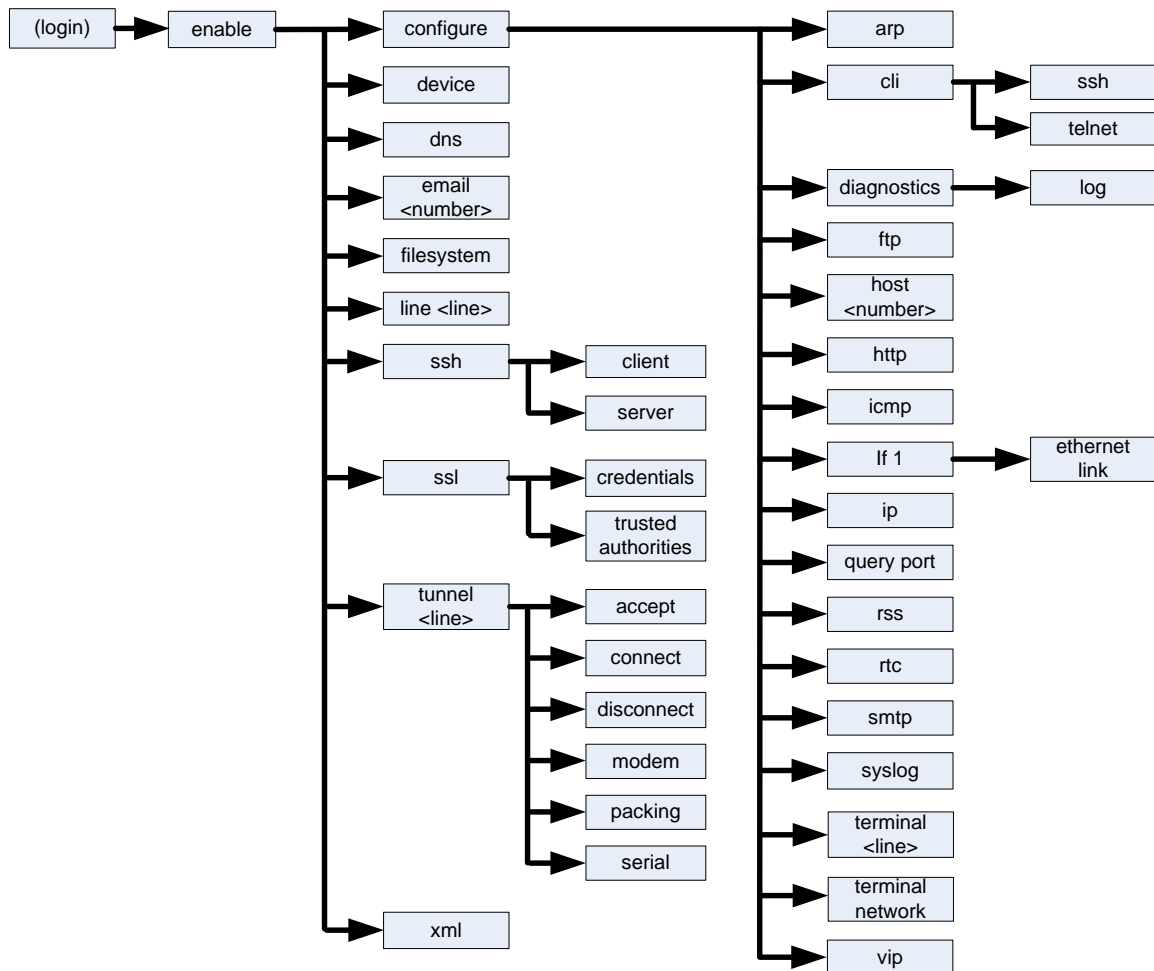 (login)
enable
configure
device
dns
email
<number>
filesystem
line <line>
ssh
client
server
ssl
credentials
trusted
authorities
tunnel
<line>
accept
connect
disconnect
modem
packing
serial
xml
arp
cli
ssh
telnet
diagnostics
log
ftp
host
<number>
http
icmp
If 1
ethernet
link
ip
query port
rss
rtc
smtp
syslog
terminal
<line>
terminal
network
vip